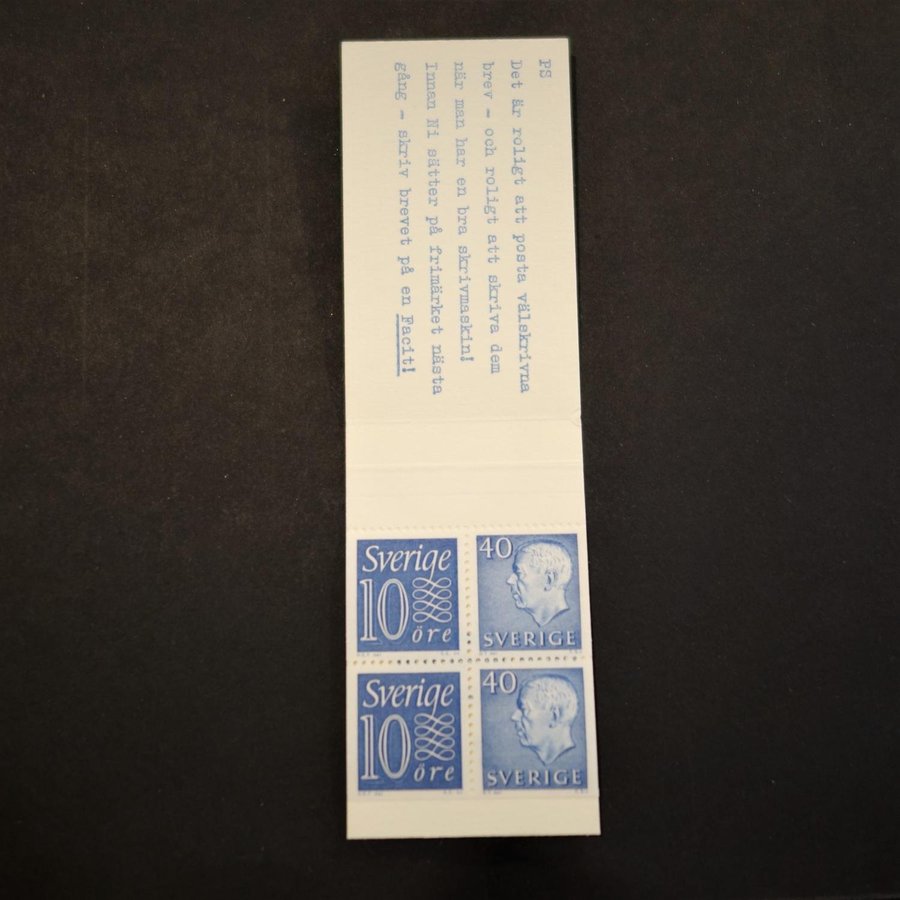 PS
Det är roligt att posta välskrivna
brev - och roligt att skriva dem
när man har en bra skrivmaskin!
Innan Ni sätter på frimärket nästa
gång - skriv brevet på en Facit!
Sverige
10
öre
40
SVERIGE
Sverige
10
öre
40
SVERIGE